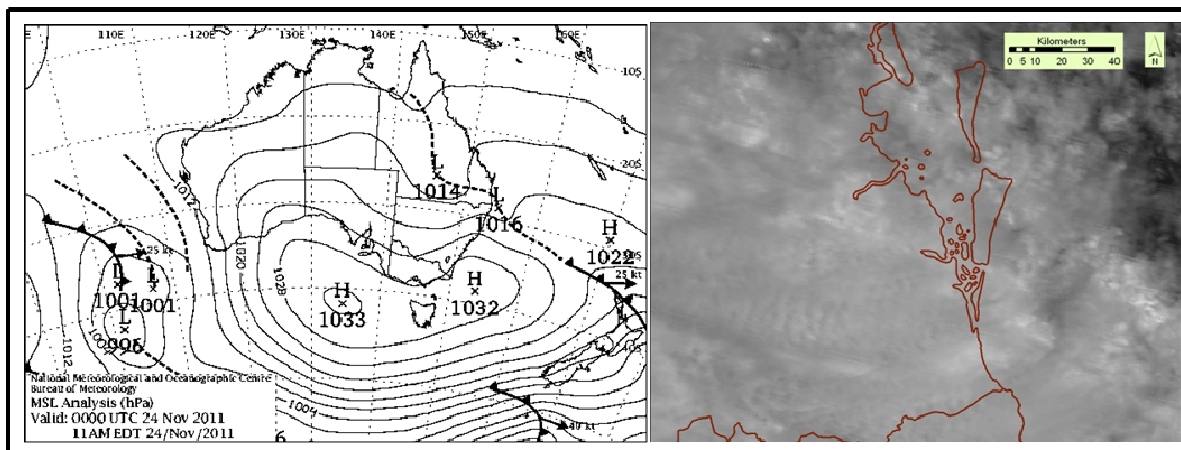 E 110E 120E 130E 140E 150E 160E
10S
20S
1012
1014
1016
H
1022
25 kt
25 kt
1020
1028
H
1033
H
1032
L
1001
L
1001
L
996
1012
1004
40 kt
40S
National Meteorological and Oceanographic Centre
Bureau of Meteorology
MSL Analysis (hPa)
Valid: 0000 UTC 24 Nov 2011
11AM EDT 24/Nov/2011
6
Kilometers
0 5 10 20 30 40
N